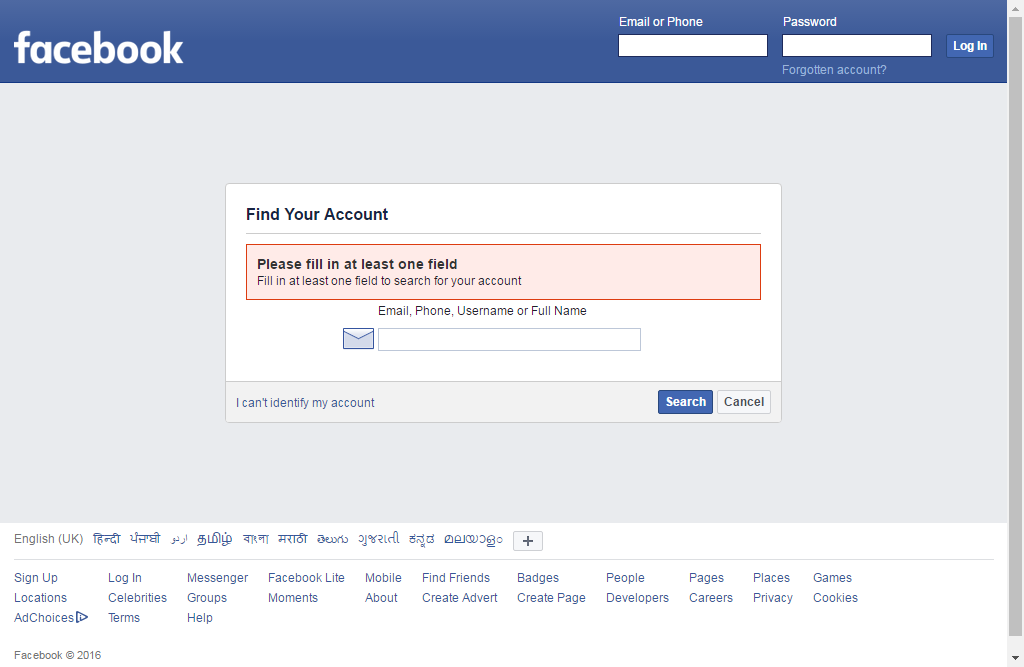 facebook
Email or Phone
Password
Log In
Forgotten account?
Find Your Account
Please fill in at least one field
Fill in at least one field to search for your account
Email, Phone, Username or Full Name
I can't identify my account
Search Cancel
English (UK) हिन्दी ਪੰਜਾਬੀ اردو தமிழ் বাংলা मराठी తెలుగు ગુજરાતી ಕನ್ನಡ മലയാളം +
Sign Up Log In Messenger Facebook Lite Mobile Find Friends Badges People Pages Places Games
Locations Celebrities Groups Moments About Create Advert Create Page Developers Careers Privacy Cookies
AdChoices Terms Help
Facebook © 2016